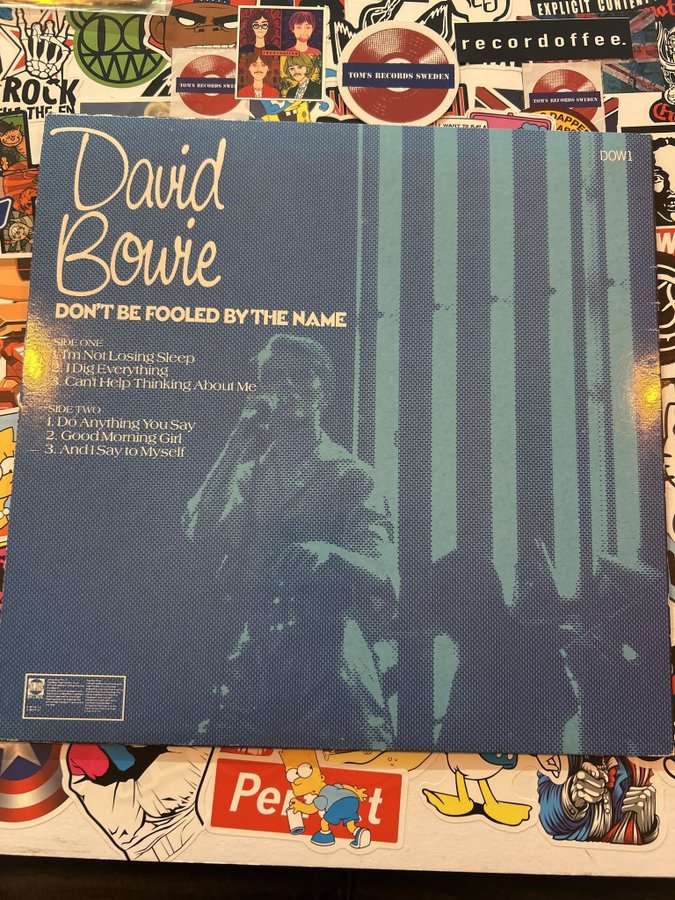 EXPLICIT CONTENT
recordoffee.
ROCK
TOM'S RECORDS SWEDEN
TOM'S RECORDS SWEDEN
TOM'S RECORDS
DAPPER
David
Bowie
DOW1
DON'T BE FOOLED BY THE NAME
SIDE ONE
1. I'm Not Losing Sleep
2. I Dig Everything
3. Can't Help Thinking About Me
SIDE TWO
1. Do Anything You Say
2. Good Morning Girl
3. And I Say to Myself